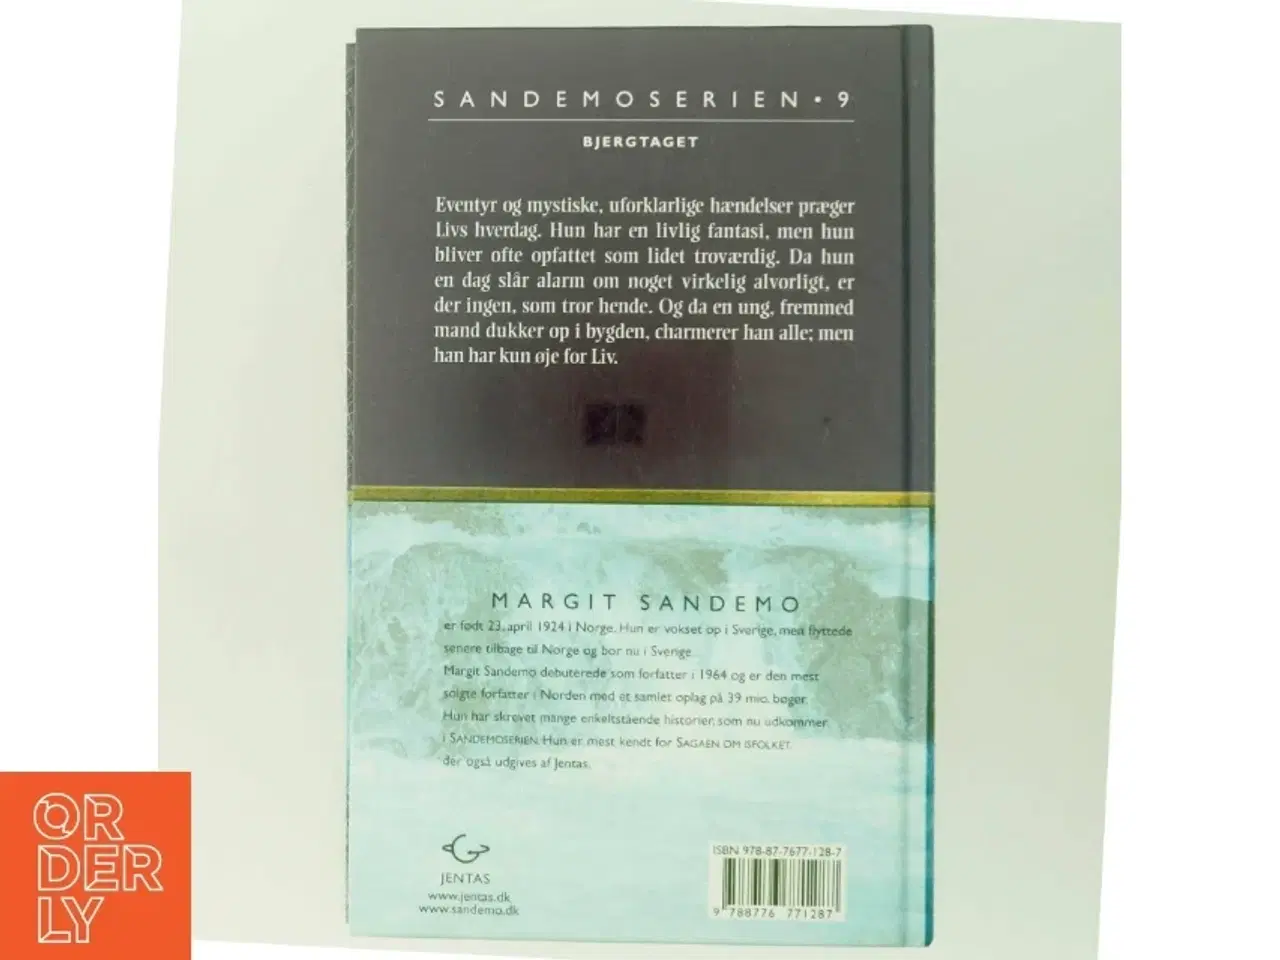 SANDEMOSERIEN • 9
BJERGTAGET
Eventyr og mystiske, uforklarlige hændelser præger
Livs hverdag. Hun har en livlig fantasi, men hun
bliver ofte opfattet som lidet troværdig. Da hun
en dag slår alarm om noget virkelig alvorligt, er
der ingen, som tror hende. Og da en ung, fremmed
mand dukker op i bygden, charmerer han alle; men
han har kun øje for Liv.
MARGIT SANDEMO
er født 23. april 1924 i Norge. Hun er vokset op i Sverige, men flyttede
senere tilbage til Norge og bor nu i Sverige.
Margit Sandemo debuterede som forfatter i 1964 og er den mest
solgte forfatter i Norden med et samlet oplag på 39 mio. bøger.
Hun har skrevet mange enkeltstående historier, som nu udkommer
i SANDEMOSERIEN. Hun er mest kendt for SAGAEN OM ISFOLKET,
der også udgives af Jentas.
JENTAS
www.jentas.dk
www.sandemo.dk
ISBN 978-87-7677-128-7
9 788776 771287
ORDERLY